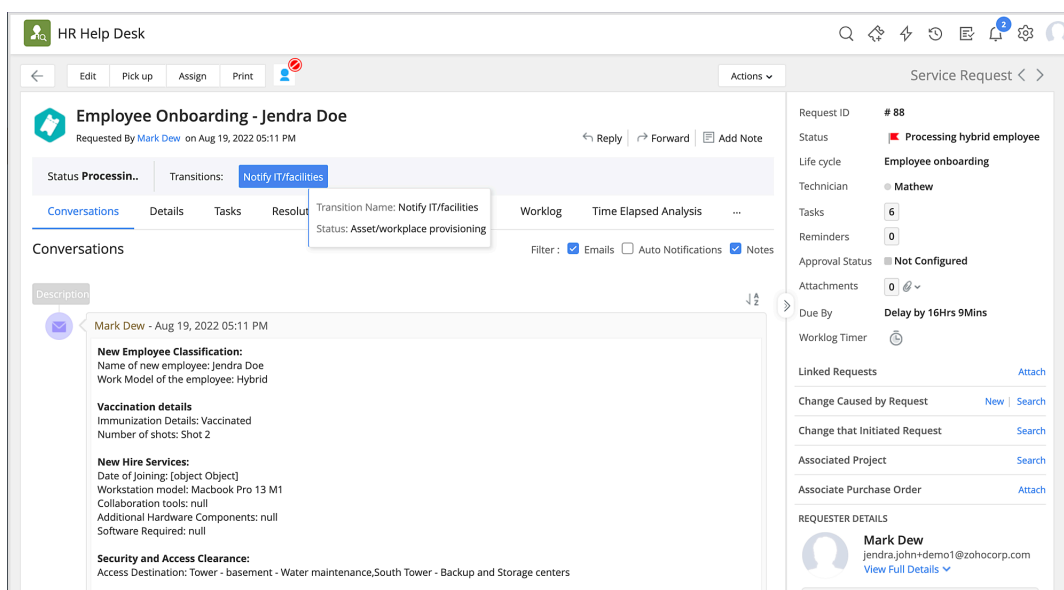 HR Help Desk
2
Edit Pick up Assign Print
Actions
Service Request
Employee Onboarding - Jendra Doe
Requested By Mark Dew on Aug 19, 2022 05:11 PM
Reply Forward Add Note
Status Processin.. Transitions: Notify IT/facilities
Transition Name: Notify IT/facilities
Status: Asset/workplace provisioning
Conversations Details Tasks Resolut Worklog Time Elapsed Analysis ...
Conversations
Filter : Emails Auto Notifications Notes
Description
Mark Dew - Aug 19, 2022 05:11 PM
New Employee Classification:
Name of new employee: Jendra Doe
Work Model of the employee: Hybrid
Vaccination details
Immunization Details: Vaccinated
Number of shots: Shot 2
New Hire Services:
Date of Joining: [object Object]
Workstation model: Macbook Pro 13 M1
Collaboration tools: null
Additional Hardware Components: null
Software Required: null
Security and Access Clearance:
Access Destination: Tower - basement - Water maintenance,South Tower - Backup and Storage centers
Request ID # 88
Status Processing hybrid employee
Life cycle Employee onboarding
Technician Mathew
Tasks 6
Reminders 0
Approval Status Not Configured
Attachments 0
Due By Delay by 16Hrs 9Mins
Worklog Timer
Linked Requests Attach
Change Caused by Request New | Search
Change that Initiated Request Search
Associated Project Search
Associate Purchase Order Attach
REQUESTER DETAILS
Mark Dew
jendra.john+demo1@zohocorp.com
View Full Details